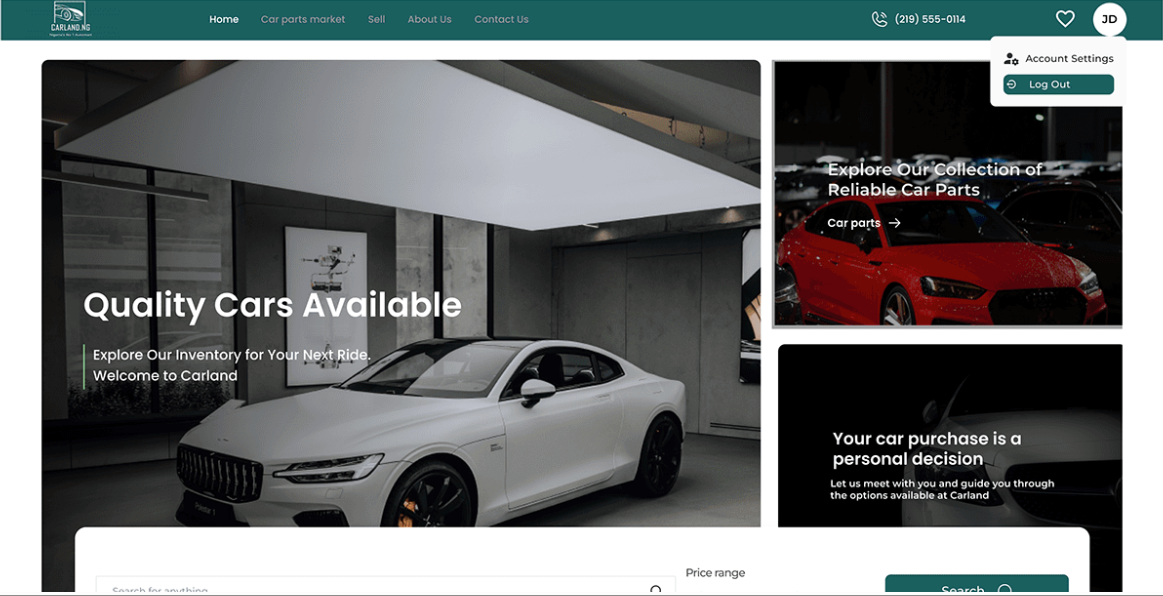 CARLAND.NG
Home
Car parts market
Sell
About Us
Contact Us
(219) 555-0114
JD
Account Settings
Log Out
Quality Cars Available
Explore Our Inventory for Your Next Ride.
Welcome to Carland
Explore Our Collection of
Reliable Car Parts
Car parts
Your car purchase is a
personal decision
Let us meet with you and guide you through
the options available at Carland
Search for anything
Price range
Search